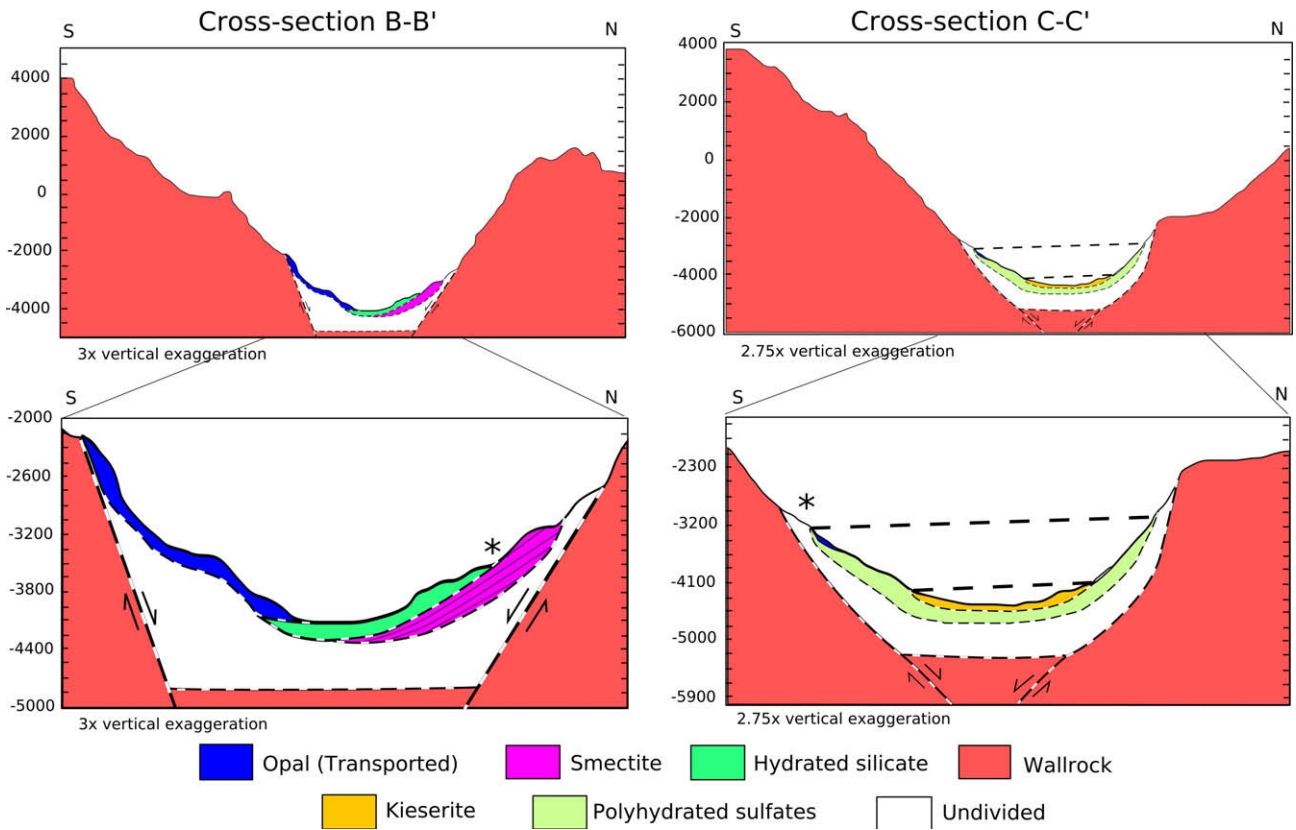 Cross-section B-B'
S
N
4000
2000
0
-2000
-4000
3x vertical exaggeration
Cross-section C-C'
S
N
4000
2000
0
-2000
-4000
-6000
2.75x vertical exaggeration
S
N
-2000
-2600
-3200
-3800
-4400
-5000
*
3x vertical exaggeration
S
N
-2300
-3200
-4100
-5000
-5900
*
2.75x vertical exaggeration
Opal (Transported)
Smectite
Hydrated silicate
Wallrock
Kieserite
Polyhydrated sulfates
Undivided